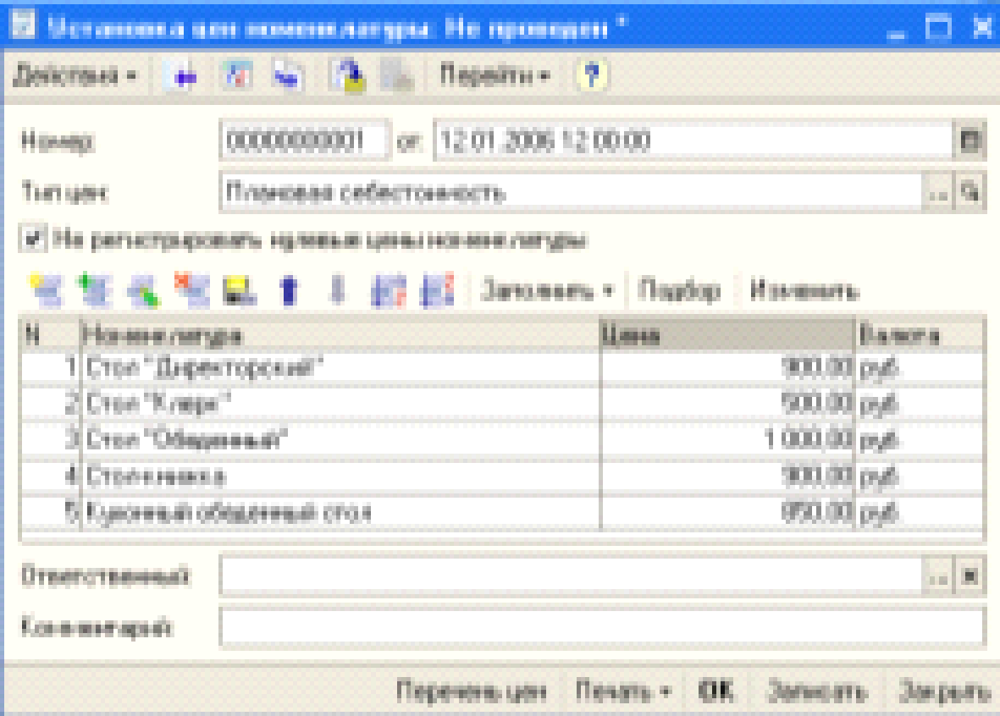 Установка цен номенклатуры: Не проведен *
Действия Перейти ?
Номер: 00000000001 от: 12.01.2006 12:00:00
Тип цен: Плановая себестоимость ...
Не регистрировать нулевые цены номенклатуры
Заполнить Подбор Изменить
N Номенклатура Цена Валюта
1 Стол "Директорский" 900.00 руб.
2 Стол "Клерк" 500.00 руб.
3 Стол "Обеденный" 1 000.00 руб.
4 Стол-книжка 900.00 руб.
5 Кухонный обеденный стол 850.00 руб.
Ответственный: ...
Комментарий:
Перечень цен Печать OK Записать Закрыть